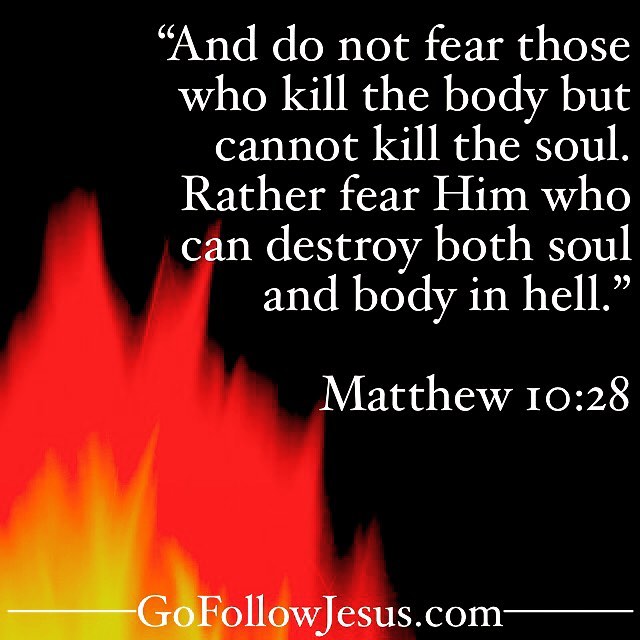 “And do not fear those
who kill the body but
cannot kill the soul.
Rather fear Him who
can destroy both soul
and body in hell.”
Matthew 10:28
GoFollowJesus.com